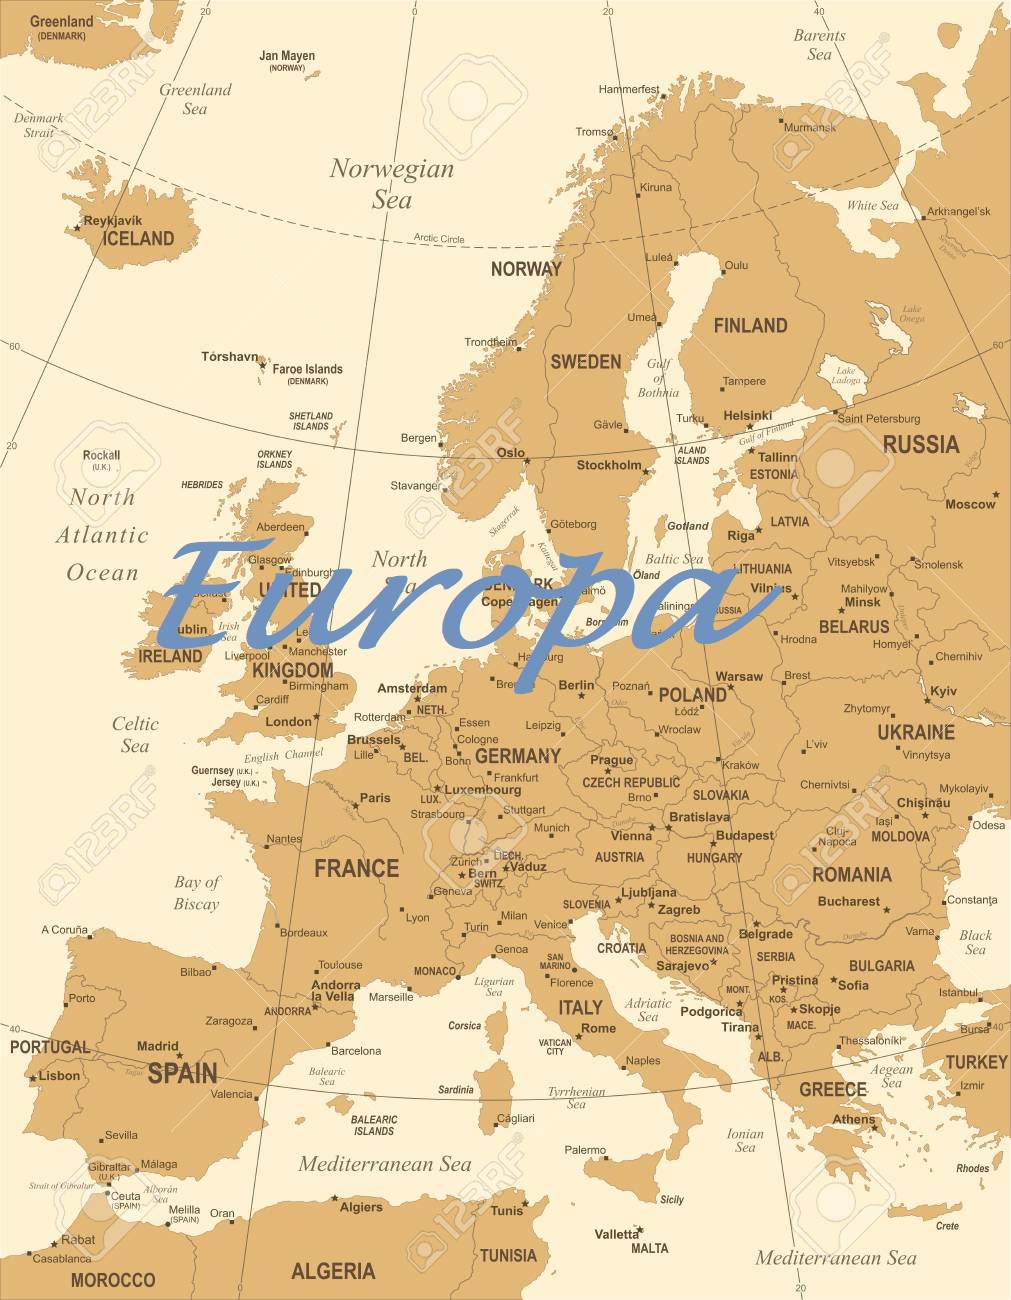 Greenland
(DENMARK)
20
0
20
40
Jan Mayen
(NORWAY)
Barents
Sea
Greenland
Sea
Hammerfest
Denmark
Strait
Tromsø
Murmansk
Norwegian
Sea
Kiruna
White Sea
Arkhangel'sk
Reykjavík
ICELAND
Arctic Circle
Severnaya
Luleå
Oulu
NORWAY
Lake
Onega
Umeå
FINLAND
Trondheim
60
60
Tórshavn
Faroe Islands
(DENMARK)
SWEDEN
Gulf
of
Bothnia
Lake
Ladoga
Tampere
SHETLAND
ISLANDS
Turku
Helsinki
Saint Petersburg
Gävle
Gulf of Finland
Bergen
20
Rockall
(U.K.)
ORKNEY
ISLANDS
Oslo
Stockholm
ALAND
ISLANDS
Tallinn
ESTONIA
RUSSIA
HEBRIDES
Stavanger
North
Atlantic
Ocean
Moscow
Aberdeen
Skagerrak
Göteborg
Gotland
LATVIA
Riga
Kattegat
Baltic Sea
North
Sea
Glasgow
Edinburgh
Europa
LITHUANIA
Vilnius
Vitsyebsk
Smolensk
Öland
UNITED
KINGDOM
DENMARK
Copenhagen
Malmö
Bornholm
Kaliningrad
RUSSIA
Mahilyow
Minsk
BELARUS
Belfast
Dublin
Irish
Sea
IRELAND
Liverpool
Manchester
Hrodna
Homyel'
Hamburg
Chernihiv
Birmingham
Cardiff
London
Amsterdam
NETH.
Rotterdam
Bremen
Berlin
Poznań
Warsaw
POLAND
Łódź
Brest
Kyiv
Zhytomyr
UKRAINE
Celtic
Sea
Essen
Cologne
Bonn
Leipzig
Wroclaw
L'viv
Vinnytsya
English Channel
Brussels
Lille
BEL.
GERMANY
Prague
Kraków
Guernsey (U.K.)
Jersey (U.K.)
Frankfurt
CZECH REPUBLIC
Brno
Luxembourg
LUX.
SLOVAKIA
Chernivtsi
Mykolayiv
Paris
Strasbourg
Stuttgart
Munich
Vienna
Bratislava
Budapest
Chișinău
Iași
MOLDOVA
Odesa
Nantes
AUSTRIA
HUNGARY
Cluj-
Napoca
FRANCE
Zürich
LIECH.
Vaduz
Bern
SWITZ.
ROMANIA
Bay of
Biscay
Geneva
Ljubljana
SLOVENIA
Zagreb
Bucharest
Constanţa
Lyon
Milan
Turin
Venice
Danube
Varna
A Coruña
Bordeaux
Genoa
CROATIA
BOSNIA AND
HERZEGOVINA
Sarajevo
Belgrade
SERBIA
Black
Sea
Bilbao
Toulouse
MONACO
SAN
MARINO
Florence
BULGARIA
Andorra
la Vella
ANDORRA
Marseille
Ligurian
Sea
Pristina
KOS.
Sofia
Porto
Zaragoza
ITALY
Adriatic
Sea
MONT.
Podgorica
Skopje
MACE.
Istanbul
Bursa
40
40
Corsica
VATICAN
CITY
Rome
Tirana
ALB.
PORTUGAL
Madrid
Barcelona
Thessaloníki
Lisbon
SPAIN
Tagus
Balearic
Sea
Naples
Aegean
Sea
TURKEY
Sardinia
Tyrrhenian
Sea
GREECE
Izmir
Valencia
BALEARIC
ISLANDS
Cágliari
Athens
Sevilla
Ionian
Sea
Palermo
Mediterranean Sea
Gibraltar
(U.K.)
Málaga
Rhodes
Strait of Gibraltar
Alborán
Sea
Ceuta
(SPAIN)
Melilla
(SPAIN)
Oran
Algiers
Tunis
Sicily
Crete
Rabat
Casablanca
Valletta
MALTA
MOROCCO
ALGERIA
TUNISIA
Mediterranean Sea
0
20
123RF